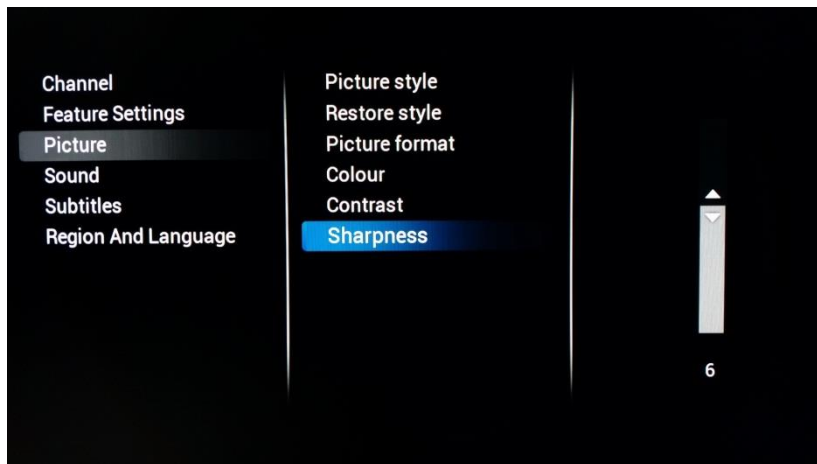 Channel
Feature Settings
Picture
Sound
Subtitles
Region And Language
Picture style
Restore style
Picture format
Colour
Contrast
Sharpness
6